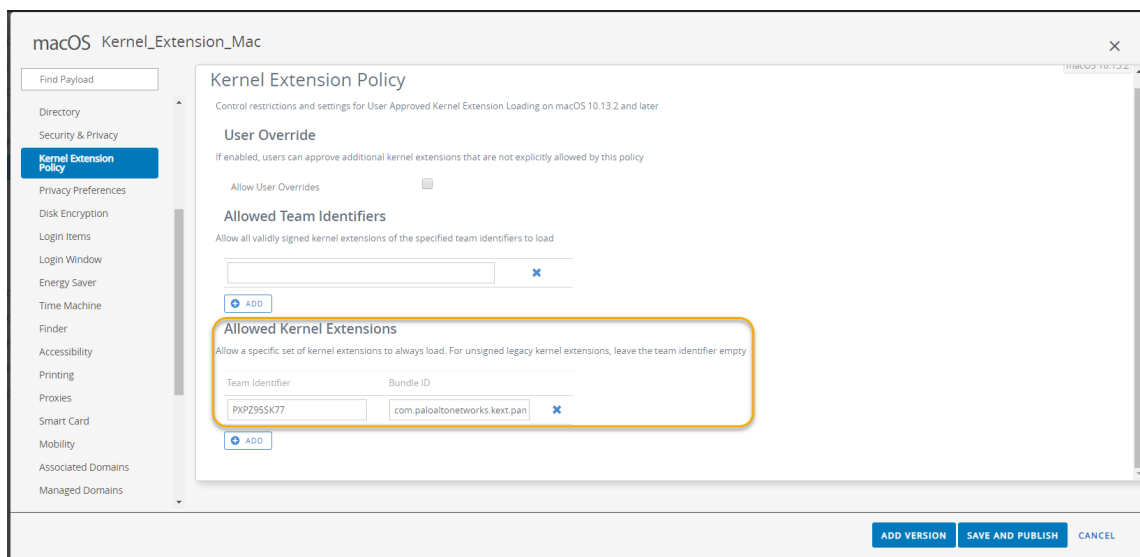 macOS Kernel_Extension_Mac
Find Payload
Directory
Security & Privacy
Kernel Extension
Policy
Privacy Preferences
Disk Encryption
Login Items
Login Window
Energy Saver
Time Machine
Finder
Accessibility
Printing
Proxies
Smart Card
Mobility
Associated Domains
Managed Domains
macOS 10.13.2
Kernel Extension Policy
Control restrictions and settings for User Approved Kernel Extension Loading on macOS 10.13.2 and later
User Override
If enabled, users can approve additional kernel extensions that are not explicitly allowed by this policy
Allow User Overrides
Allowed Team Identifiers
Allow all validly signed kernel extensions of the specified team identifiers to load
ADD
Allowed Kernel Extensions
Allow a specific set of kernel extensions to always load. For unsigned legacy kernel extensions, leave the team identifier empty
Team Identifier Bundle ID
PXPZ95SK77 com.paloaltonetworks.kext.pan
ADD
ADD VERSION SAVE AND PUBLISH CANCEL